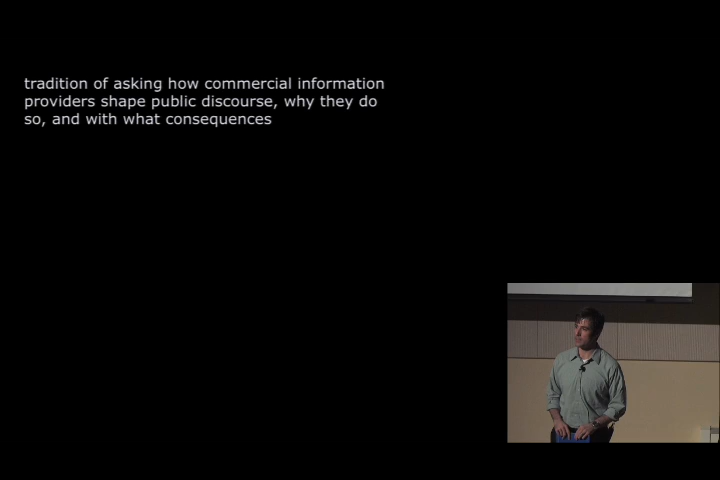 tradition of asking how commercial information
providers shape public discourse, why they do
so, and with what consequences